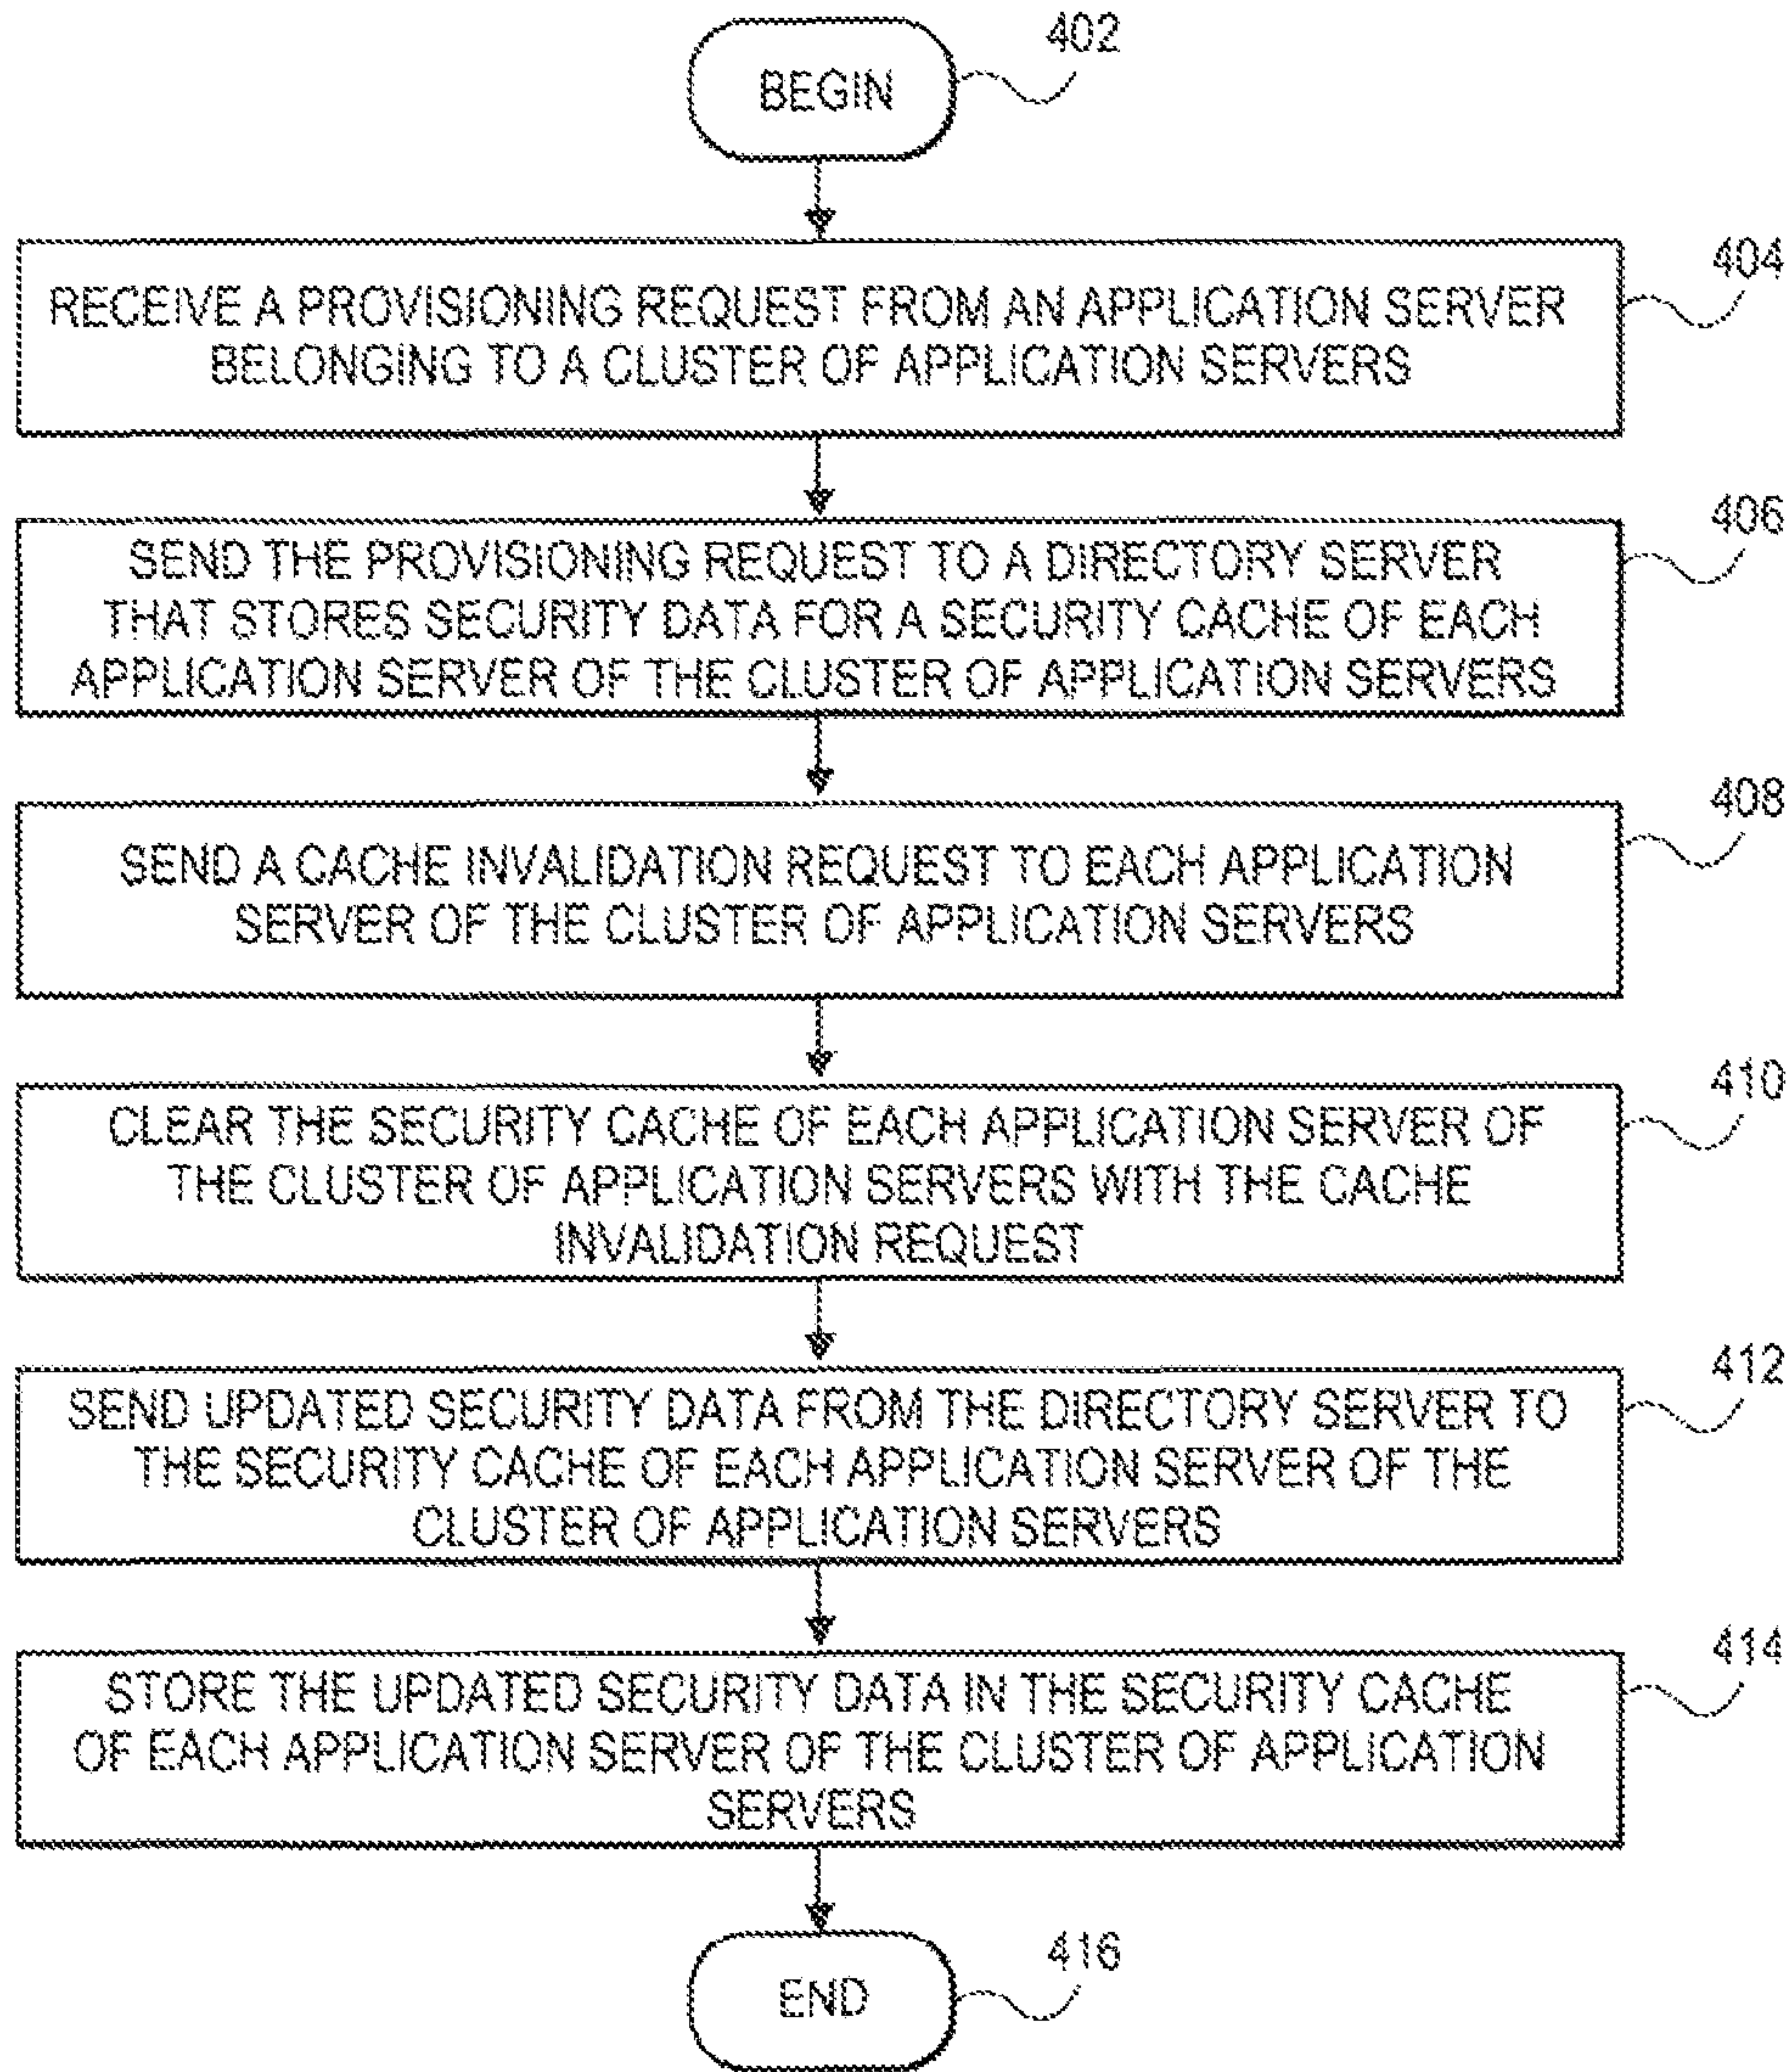 402
BEGIN
404
RECEIVE A PROVISIONING REQUEST FROM AN APPLICATION SERVER
BELONGING TO A CLUSTER OF APPLICATION SERVERS
406
SEND THE PROVISIONING REQUEST TO A DIRECTORY SERVER
THAT STORES SECURITY DATA FOR A SECURITY CACHE OF EACH
APPLICATION SERVER OF THE CLUSTER OF APPLICATION SERVERS
408
SEND A CACHE INVALIDATION REQUEST TO EACH APPLICATION
SERVER OF THE CLUSTER OF APPLICATION SERVERS
410
CLEAR THE SECURITY CACHE OF EACH APPLICATION SERVER OF
THE CLUSTER OF APPLICATION SERVERS WITH THE CACHE
INVALIDATION REQUEST
412
SEND UPDATED SECURITY DATA FROM THE DIRECTORY SERVER TO
THE SECURITY CACHE OF EACH APPLICATION SERVER OF THE
CLUSTER OF APPLICATION SERVERS
414
STORE THE UPDATED SECURITY DATA IN THE SECURITY CACHE
OF EACH APPLICATION SERVER OF THE CLUSTER OF APPLICATION
SERVERS
416
END